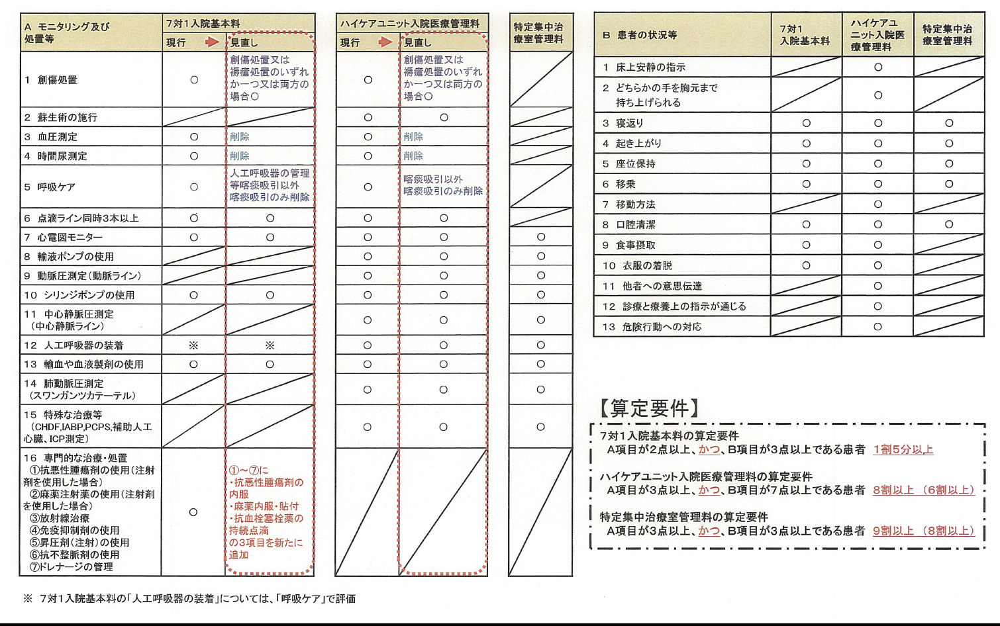 A モニタリング及び
処置等
7対1入院基本料
現行
見直し
ハイケアユニット入院医療管理料
現行
見直し
特定集中治
療室管理料
1 創傷処置
○
創傷処置又は
褥瘡処置のいずれ
か一つ又は両方の
場合○
○
創傷処置又は
褥瘡処置のいずれ
か一つ又は両方の
場合○
2 蘇生術の施行
○
○
3 血圧測定
○
削除
○
削除
4 時間尿測定
○
削除
○
削除
5 呼吸ケア
○
人工呼吸器の管理
等喀痰吸引以外
喀痰吸引のみ削除
○
喀痰吸引以外
喀痰吸引のみ削除
6 点滴ライン同時3本以上
○
○
○
○
7 心電図モニター
○
○
○
○
○
8 輸液ポンプの使用
○
○
○
9 動脈圧測定(動脈ライン)
○
○
○
10 シリンジポンプの使用
○
○
○
○
○
11 中心静脈圧測定
(中心静脈ライン)
○
○
○
12 人工呼吸器の装着
※
※
○
○
○
13 輸血や血液製剤の使用
○
○
○
○
○
14 肺動脈圧測定
(スワンガンツカテーテル)
○
○
○
15 特殊な治療等
(CHDF,IABP,PCPS,補助人工
心臓、ICP測定)
○
○
○
16 専門的な治療・処置
①抗悪性腫瘍剤の使用(注射
剤を使用した場合)
②麻薬注射薬の使用(注射剤
を使用した場合)
③放射線治療
④免疫抑制剤の使用
⑤昇圧剤(注射)の使用
⑥抗不整脈剤の使用
⑦ドレナージの管理
○
①～⑦に
・抗悪性腫瘍剤の
内服
・麻薬内服・貼付
・抗血栓塞栓薬の
持続点滴
の3項目を新たに
追加
※ 7対1入院基本料の「人工呼吸器の装着」については、「呼吸ケア」で評価
B 患者の状況等
7対1
入院基本料
ハイケアユ
ニット入院医
療管理料
特定集中治
療室管理料
1 床上安静の指示
○
2 どちらかの手を胸元まで
持ち上げられる
○
3 寝返り
○
○
○
4 起き上がり
○
○
○
5 座位保持
○
○
○
6 移乗
○
○
○
7 移動方法
○
8 口腔清潔
○
○
○
9 食事摂取
○
○
10 衣服の着脱
○
○
11 他者への意思伝達
○
12 診療と療養上の指示が通じる
○
13 危険行動への対応
○
【算定要件】
7対1入院基本料の算定要件
A項目が2点以上、かつ、B項目が3点以上である患者 1割5分以上
ハイケアユニット入院医療管理料の算定要件
A項目が3点以上、かつ、B項目が7点以上である患者 8割以上 (6割以上)
特定集中治療室管理料の算定要件
A項目が3点以上、かつ、B項目が3点以上である患者 9割以上 (8割以上)